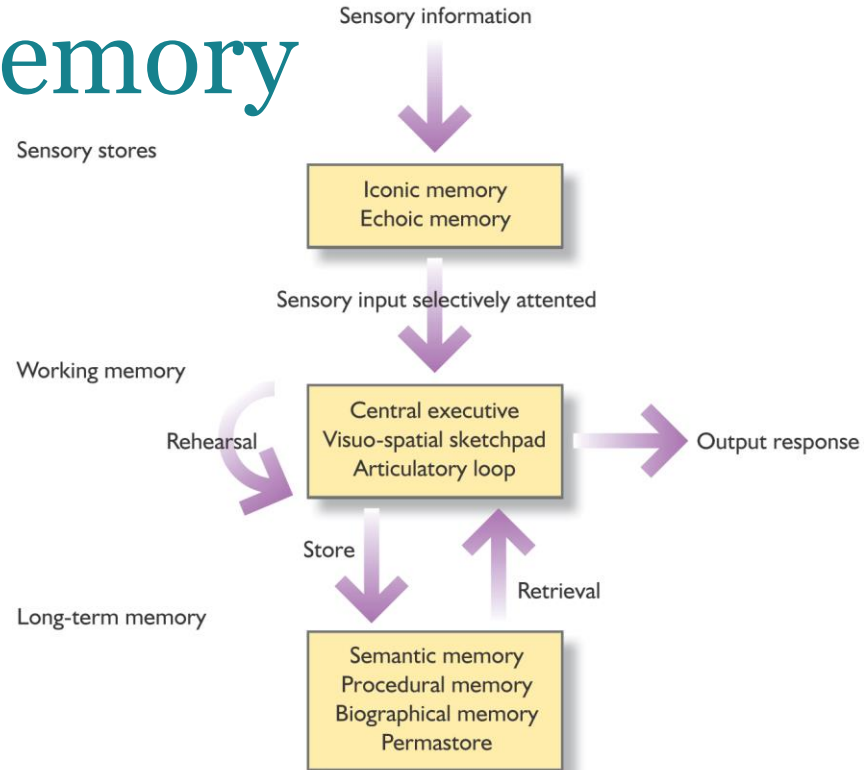 Sensory information
emory
Sensory stores
Iconic memory
Echoic memory
Sensory input selectively attented
Working memory
Rehearsal
Central executive
Visuo-spatial sketchpad
Articulatory loop
Output response
Store
Retrieval
Long-term memory
Semantic memory
Procedural memory
Biographical memory
Permastore